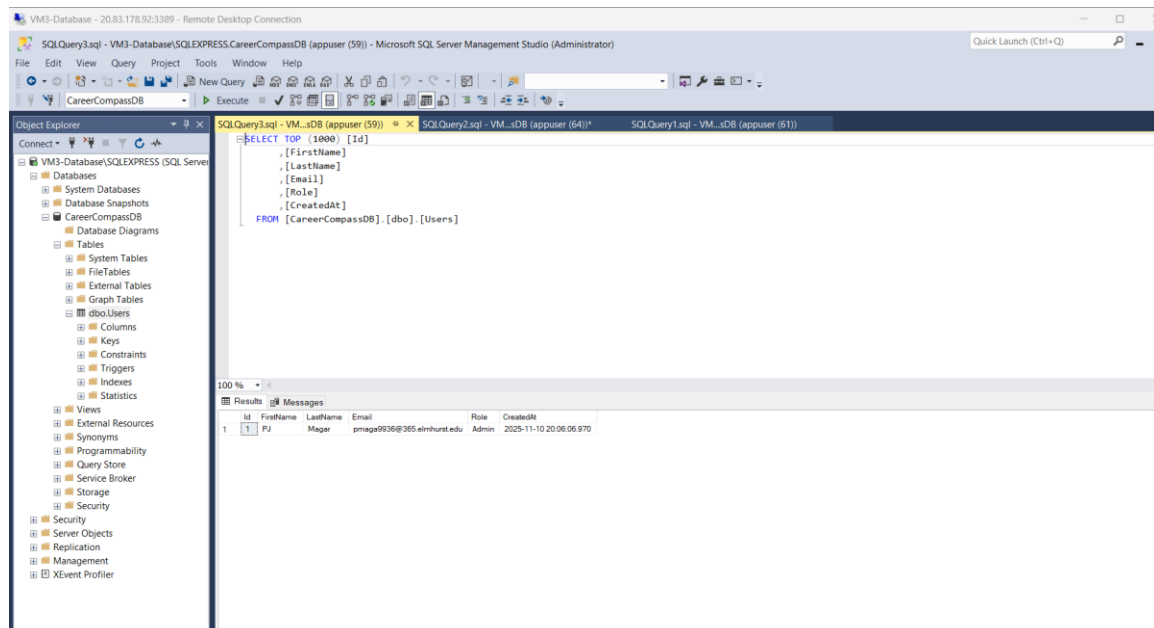 VM3-Database - 20.83.178.92:3389 - Remote Desktop Connection
SQLQuery3.sql - VM3-Database\SQLEXPRESS.CareerCompassDB (appuser (59)) - Microsoft SQL Server Management Studio (Administrator)
Quick Launch (Ctrl+Q)
File Edit View Query Project Tools Window Help
New Query
CareerCompassDB
Execute
Object Explorer
Connect
VM3-Database\SQLEXPRESS (SQL Server
Databases
System Databases
Database Snapshots
CareerCompassDB
Database Diagrams
Tables
System Tables
FileTables
External Tables
Graph Tables
dbo.Users
Columns
Keys
Constraints
Triggers
Indexes
Statistics
Views
External Resources
Synonyms
Programmability
Query Store
Service Broker
Storage
Security
Security
Server Objects
Replication
Management
XEvent Profiler
SQLQuery3.sql - VM...sDB (appuser (59))
SQLQuery2.sql - VM...sDB (appuser (64))*
SQLQuery1.sql - VM...sDB (appuser (61))
SELECT TOP (1000) [Id]
,[FirstName]
,[LastName]
,[Email]
,[Role]
,[CreatedAt]
FROM [CareerCompassDB].[dbo].[Users]
100 %
Results Messages
Id FirstName LastName Email Role CreatedAt
1 1 PJ Magar pmaga9936@365.elmhurst.edu Admin 2025-11-10 20:06:06.970